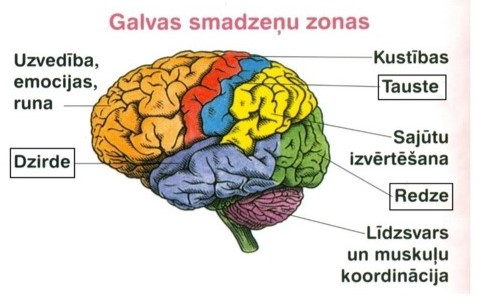 Galvas smadzeņu zonas
Uzvedība,
emocijas,
runa
Dzirde
Kustības
Tauste
Sajūtu
izvērtēšana
Redze
Līdzsvars
un muskuļu
koordinācija